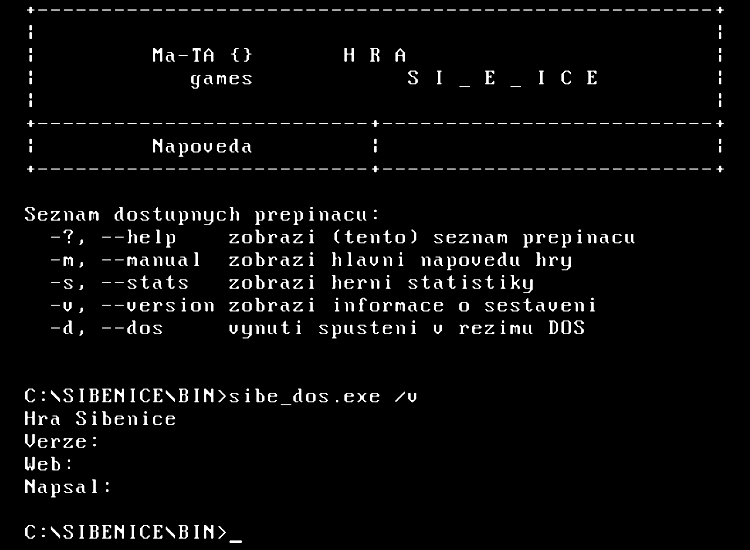 +------------------------------------------------------+
Ma-TA {} H R A
games S I _ E _ I C E
+---------------------------+--------------------------+
Napoveda
+---------------------------+--------------------------+
Seznam dostupnych prepinacu:
-?, --help zobrazi (tento) seznam prepinacu
-m, --manual zobrazi hlavni napovedu hry
-s, --stats zobrazi herni statistiky
-v, --version zobrazi informace o sestaveni
-d, --dos vynuti spusteni v rezimu DOS
C:\SIBENICE\BIN>sibe_dos.exe /v
Hra Sibenice
Verze:
Web:
Napsal:
C:\SIBENICE\BIN>_